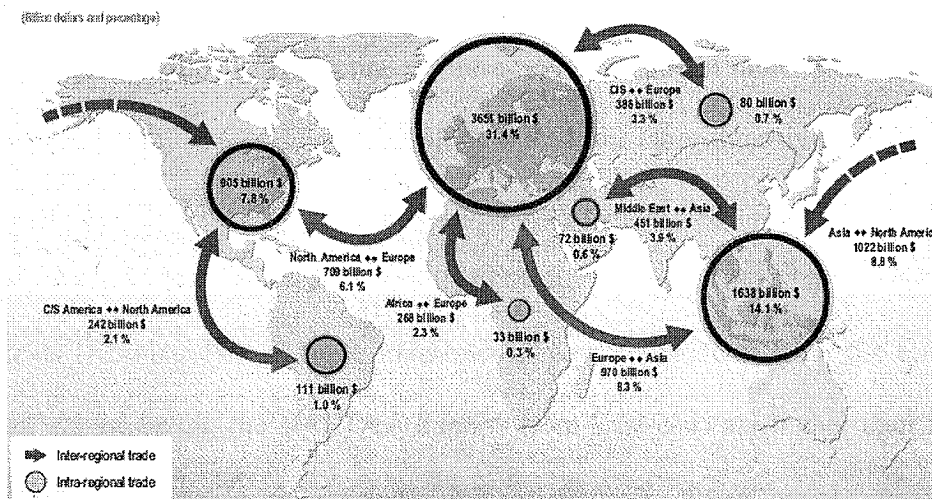 (Billion dollars and percentage)
CIS ↔ Europe
386 billion $
3.3 %
80 billion $
0.7 %
3651 billion $
31.4 %
905 billion $
7.8 %
Middle East ↔ Asia
451 billion $
3.9 %
72 billion $
0.6 %
Asia ↔ North Americ
1022 billion $
8.8 %
North America ↔ Europe
709 billion $
6.1 %
1638 billion $
14.1 %
C/S America ↔ North America
242 billion $
2.1 %
Africa ↔ Europe
268 billion $
2.3 %
33 billion $
0.3 %
Europe ↔ Asia
970 billion $
8.3 %
111 billion $
1.0 %
Inter-regional trade
Intra-regional trade